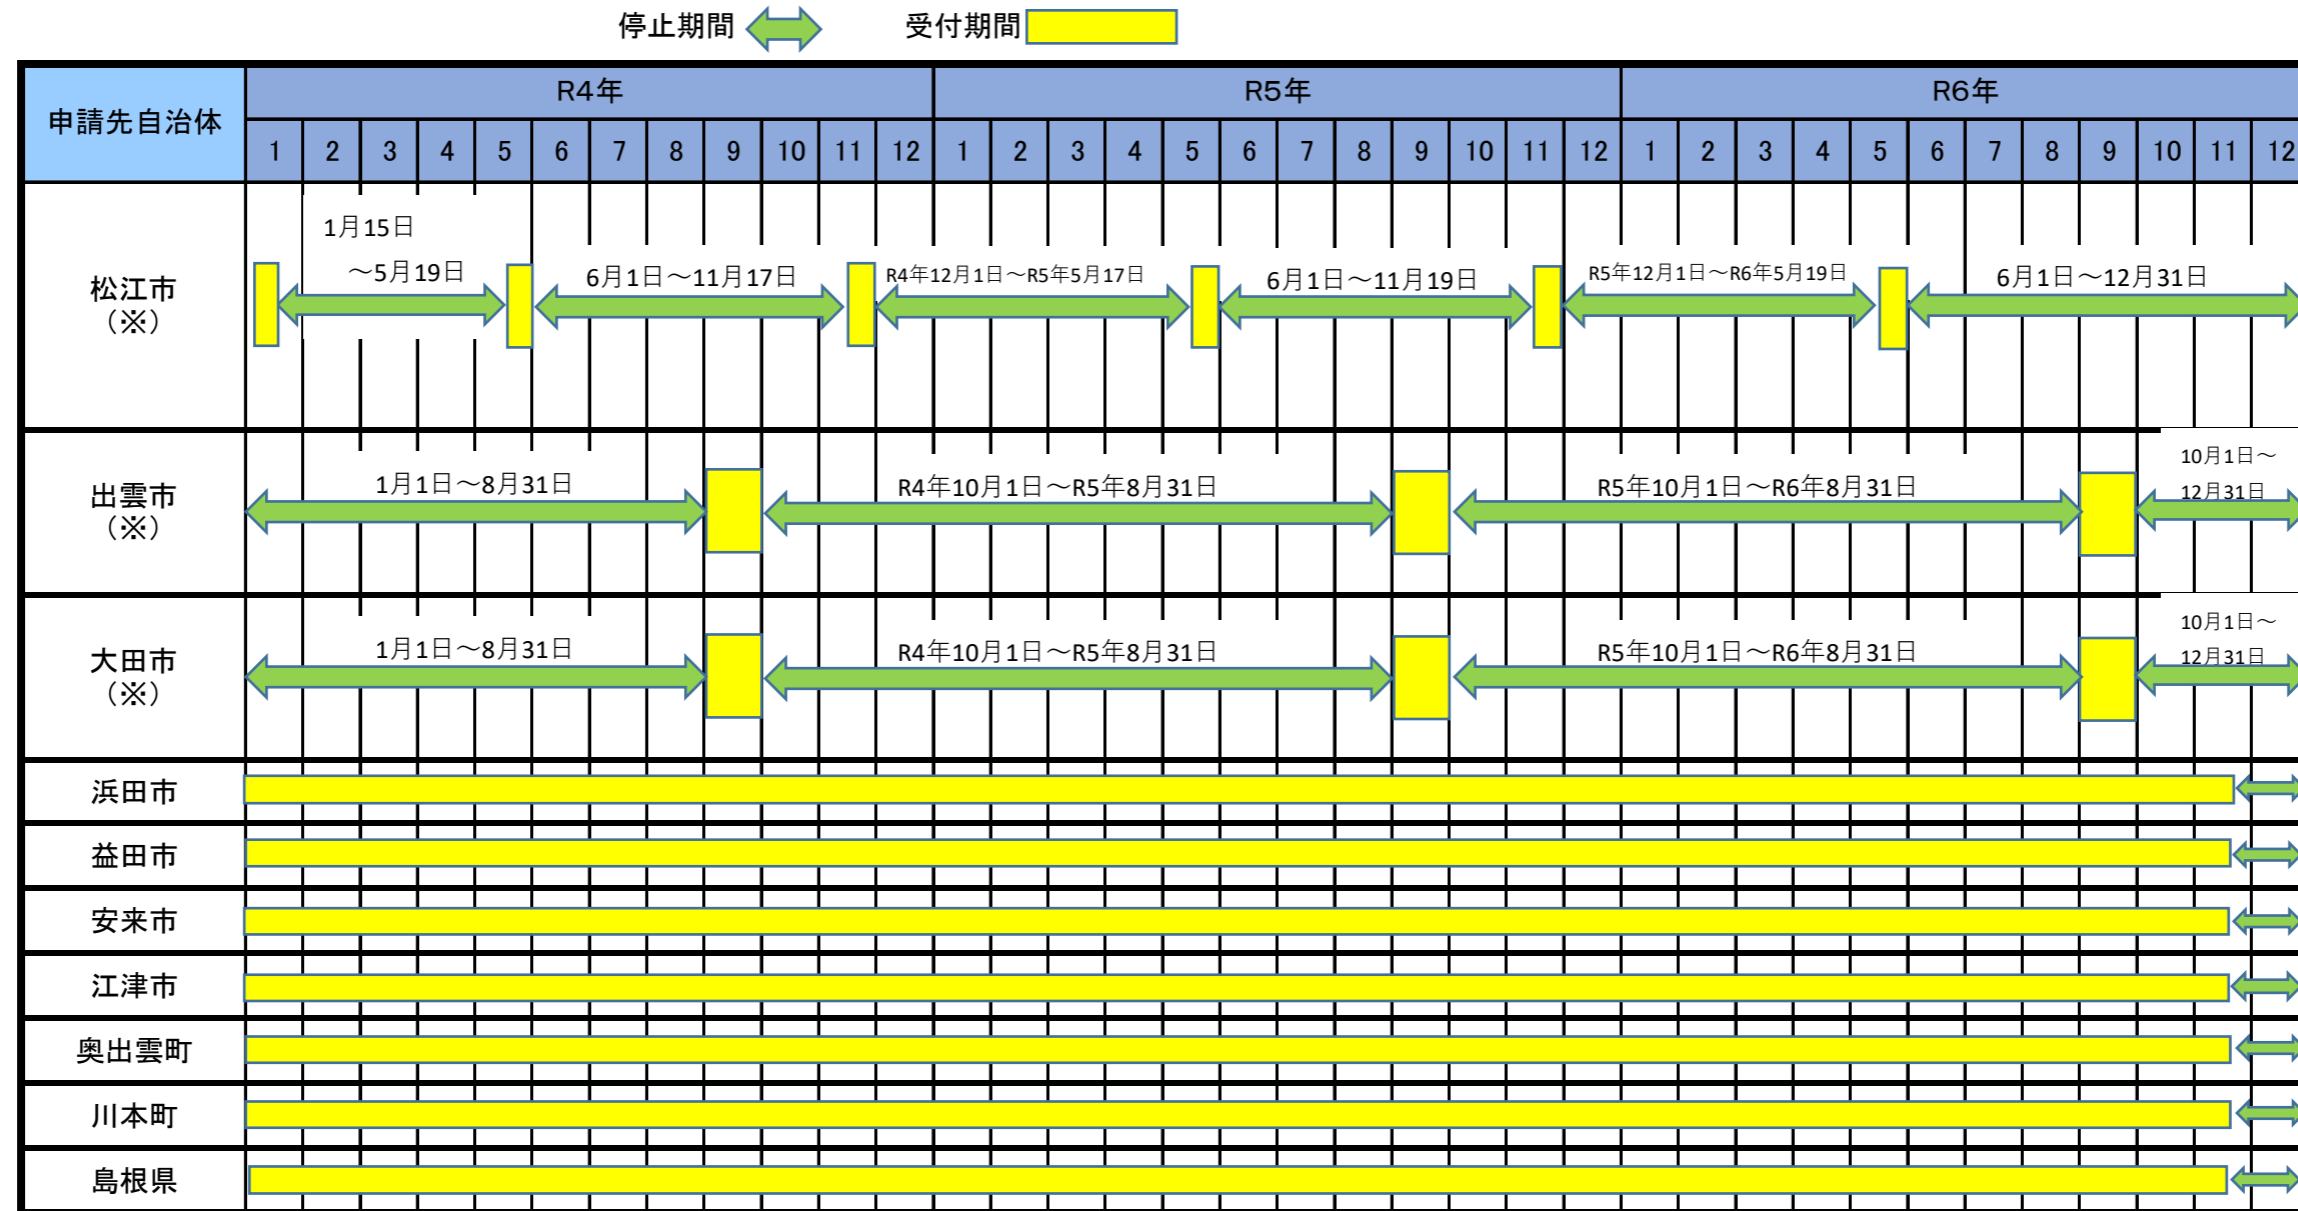 停止期間 受付期間
申請先自治体 R4年 R5年 R6年
1 2 3 4 5 6 7 8 9 10 11 12 1 2 3 4 5 6 7 8 9 10 11 12 1 2 3 4 5 6 7 8 9 10 11 12
松江市
（※）
1月15日
～5月19日
6月1日～11月17日
R4年12月1日～R5年5月17日
6月1日～11月19日
R5年12月1日～R6年5月19日
6月1日～12月31日
出雲市
（※）
1月1日～8月31日
R4年10月1日～R5年8月31日
R5年10月1日～R6年8月31日
10月1日～
12月31日
大田市
（※）
1月1日～8月31日
R4年10月1日～R5年8月31日
R5年10月1日～R6年8月31日
10月1日～
12月31日
浜田市
益田市
安来市
江津市
奥出雲町
川本町
島根県